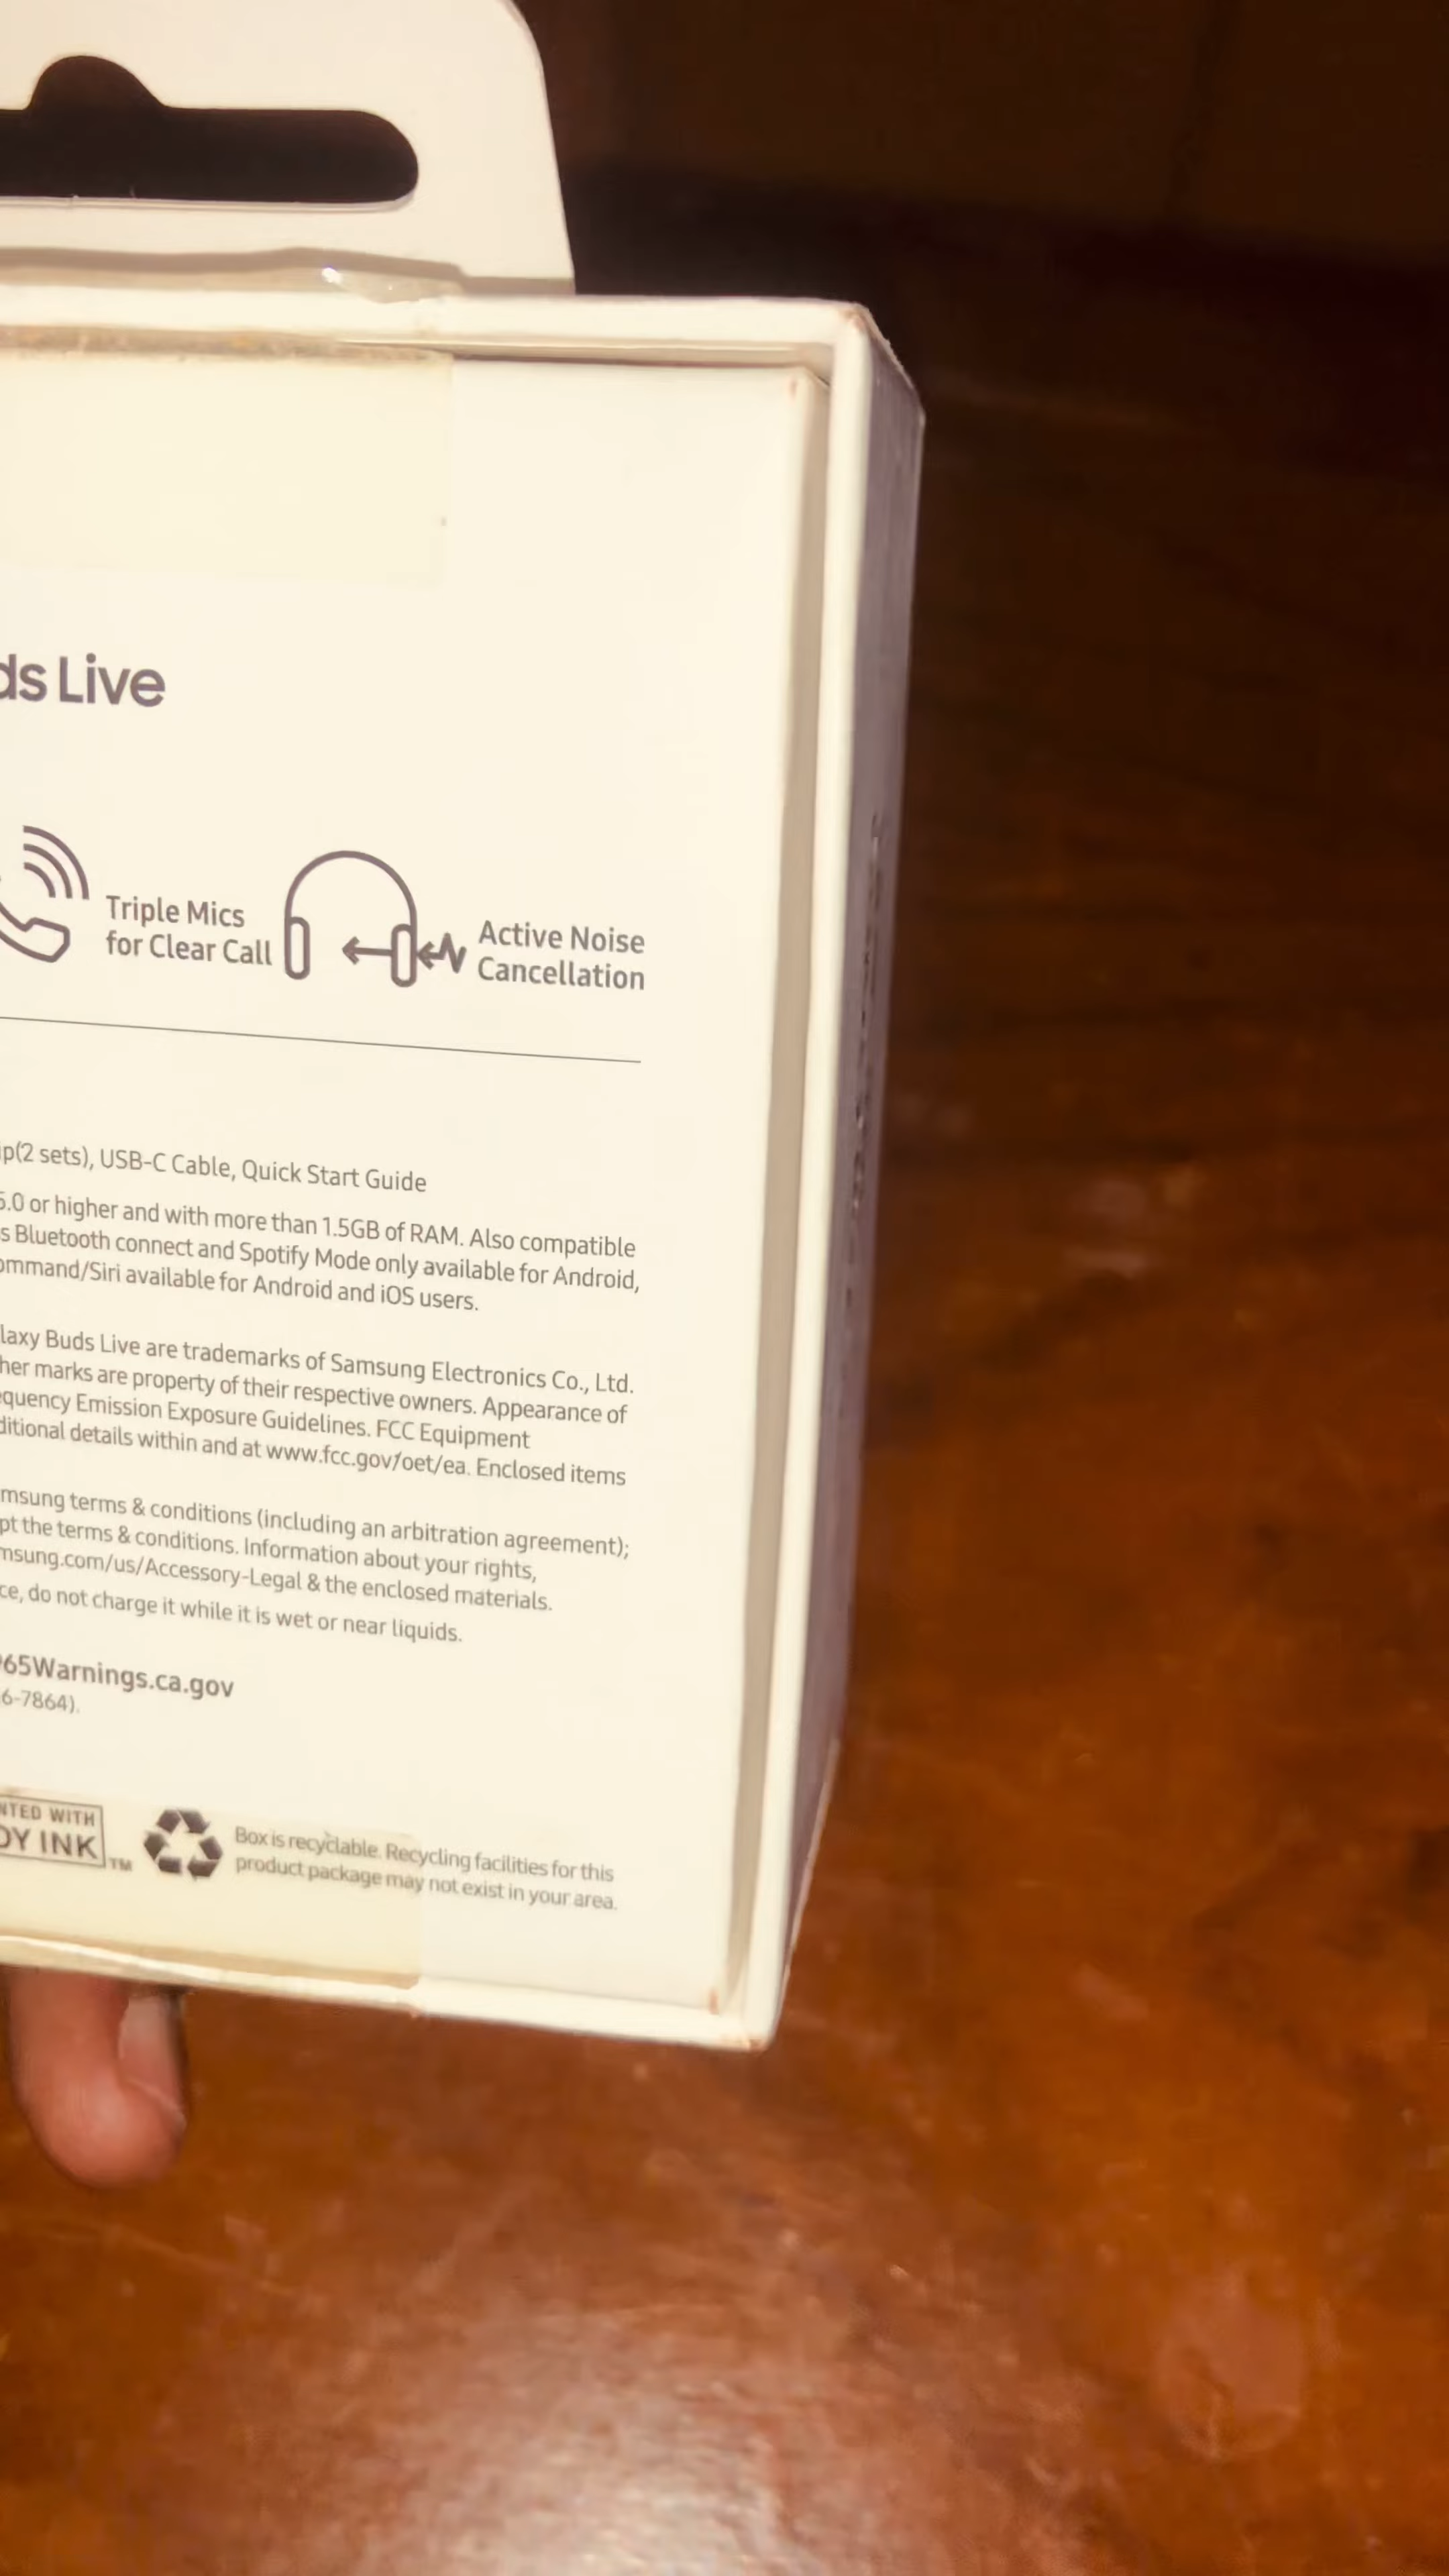 ds Live
Triple Mics
for Clear Call
Active Noise
Cancellation
ip(2 sets), USB-C Cable, Quick Start Guide
5.0 or higher and with more than 1.5GB of RAM. Also compatible
s Bluetooth connect and Spotify Mode only available for Android,
ommand/Siri available for Android and iOS users.
laxy Buds Live are trademarks of Samsung Electronics Co., Ltd.
her marks are property of their respective owners. Appearance of
equency Emission Exposure Guidelines. FCC Equipment
ditional details within and at www.fcc.gov/oet/ea. Enclosed items
msung terms & conditions (including an arbitration agreement);
pt the terms & conditions. Information about your rights,
msung.com/us/Accessory-Legal & the enclosed materials.
ce, do not charge it while it is wet or near liquids.
65Warnings.ca.gov
6-7864).
NTED WITH
OY INK™
Box is recyclable. Recycling facilities for this
product package may not exist in your area.